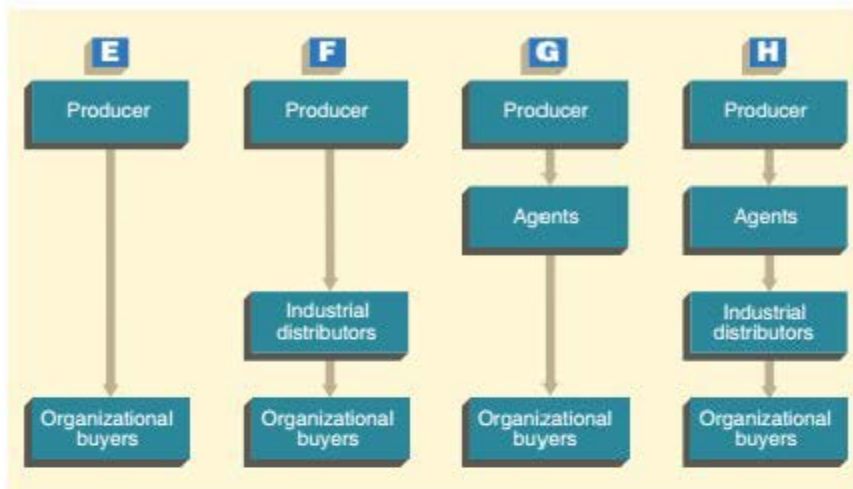 E
F
G
H
Producer
Producer
Producer
Producer
Agents
Agents
Industrial
distributors
Industrial
distributors
Organizational
buyers
Organizational
buyers
Organizational
buyers
Organizational
buyers